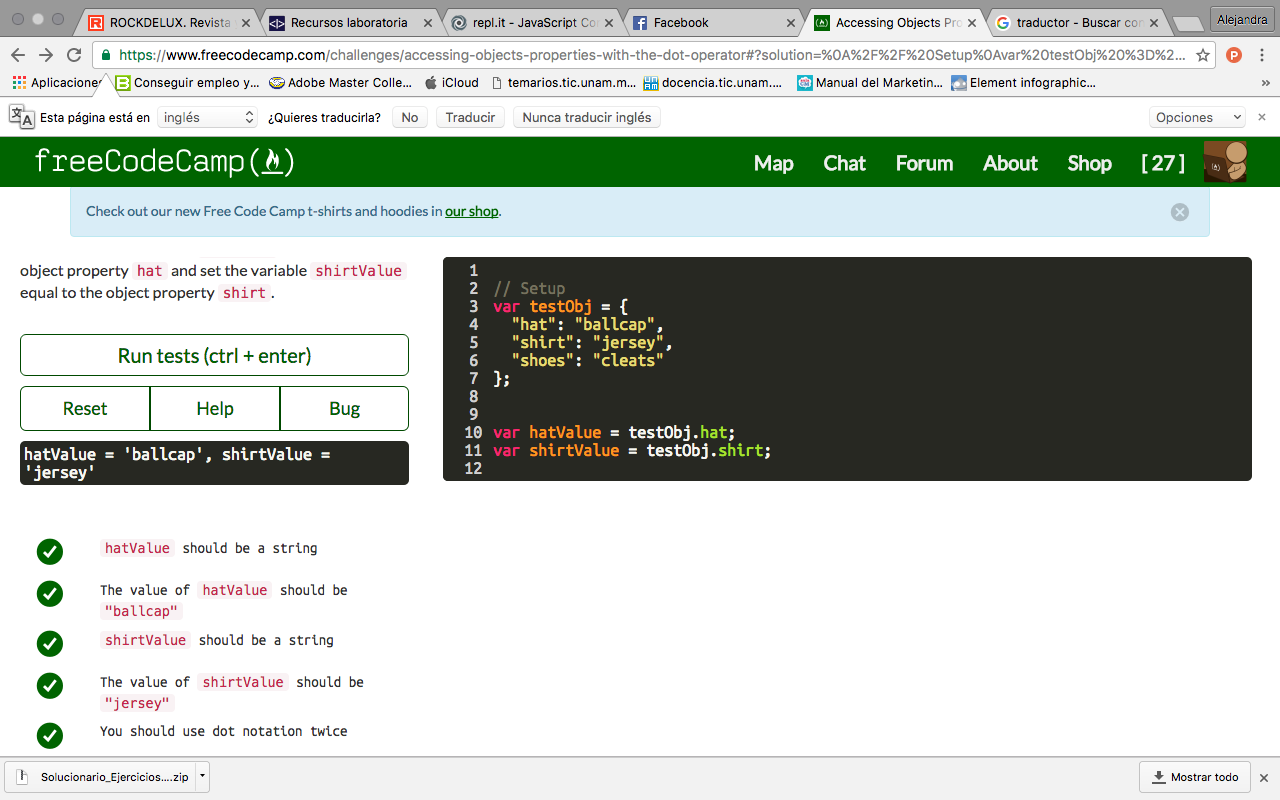 ROCKDELUX. Revista
Recursos laboratoria
repl.it - JavaScript Co
Facebook
Accessing Objects Pro
traductor - Buscar con
Alejandra
https://www.freecodecamp.com/challenges/accessing-objects-properties-with-the-dot-operator#?solution=%0A%2F%2F%20Setup%0Avar%20testObj%20%3D%2...
Aplicaciones
Conseguir empleo y...
Adobe Master Colle...
iCloud
temarios.tic.unam.m...
docencia.tic.unam....
Manual del Marketin...
Element infographic...
»
Esta página está en
inglés
¿Quieres traducirla?
No
Traducir
Nunca traducir inglés
Opciones
freeCodeCamp( )
Map
Chat
Forum
About
Shop
[ 27 ]
Check out our new Free Code Camp t-shirts and hoodies in our shop.
object property hat and set the variable shirtValue
equal to the object property shirt .
Run tests (ctrl + enter)
Reset
Help
Bug
hatValue = 'ballcap', shirtValue =
'jersey'
hatValue should be a string
The value of hatValue should be
"ballcap"
shirtValue should be a string
The value of shirtValue should be
"jersey"
You should use dot notation twice
1
2 // Setup
3 var testObj = {
4 "hat": "ballcap",
5 "shirt": "jersey",
6 "shoes": "cleats"
7 };
8
9
10 var hatValue = testObj.hat;
11 var shirtValue = testObj.shirt;
12
Solucionario_Ejercicios....zip
Mostrar todo